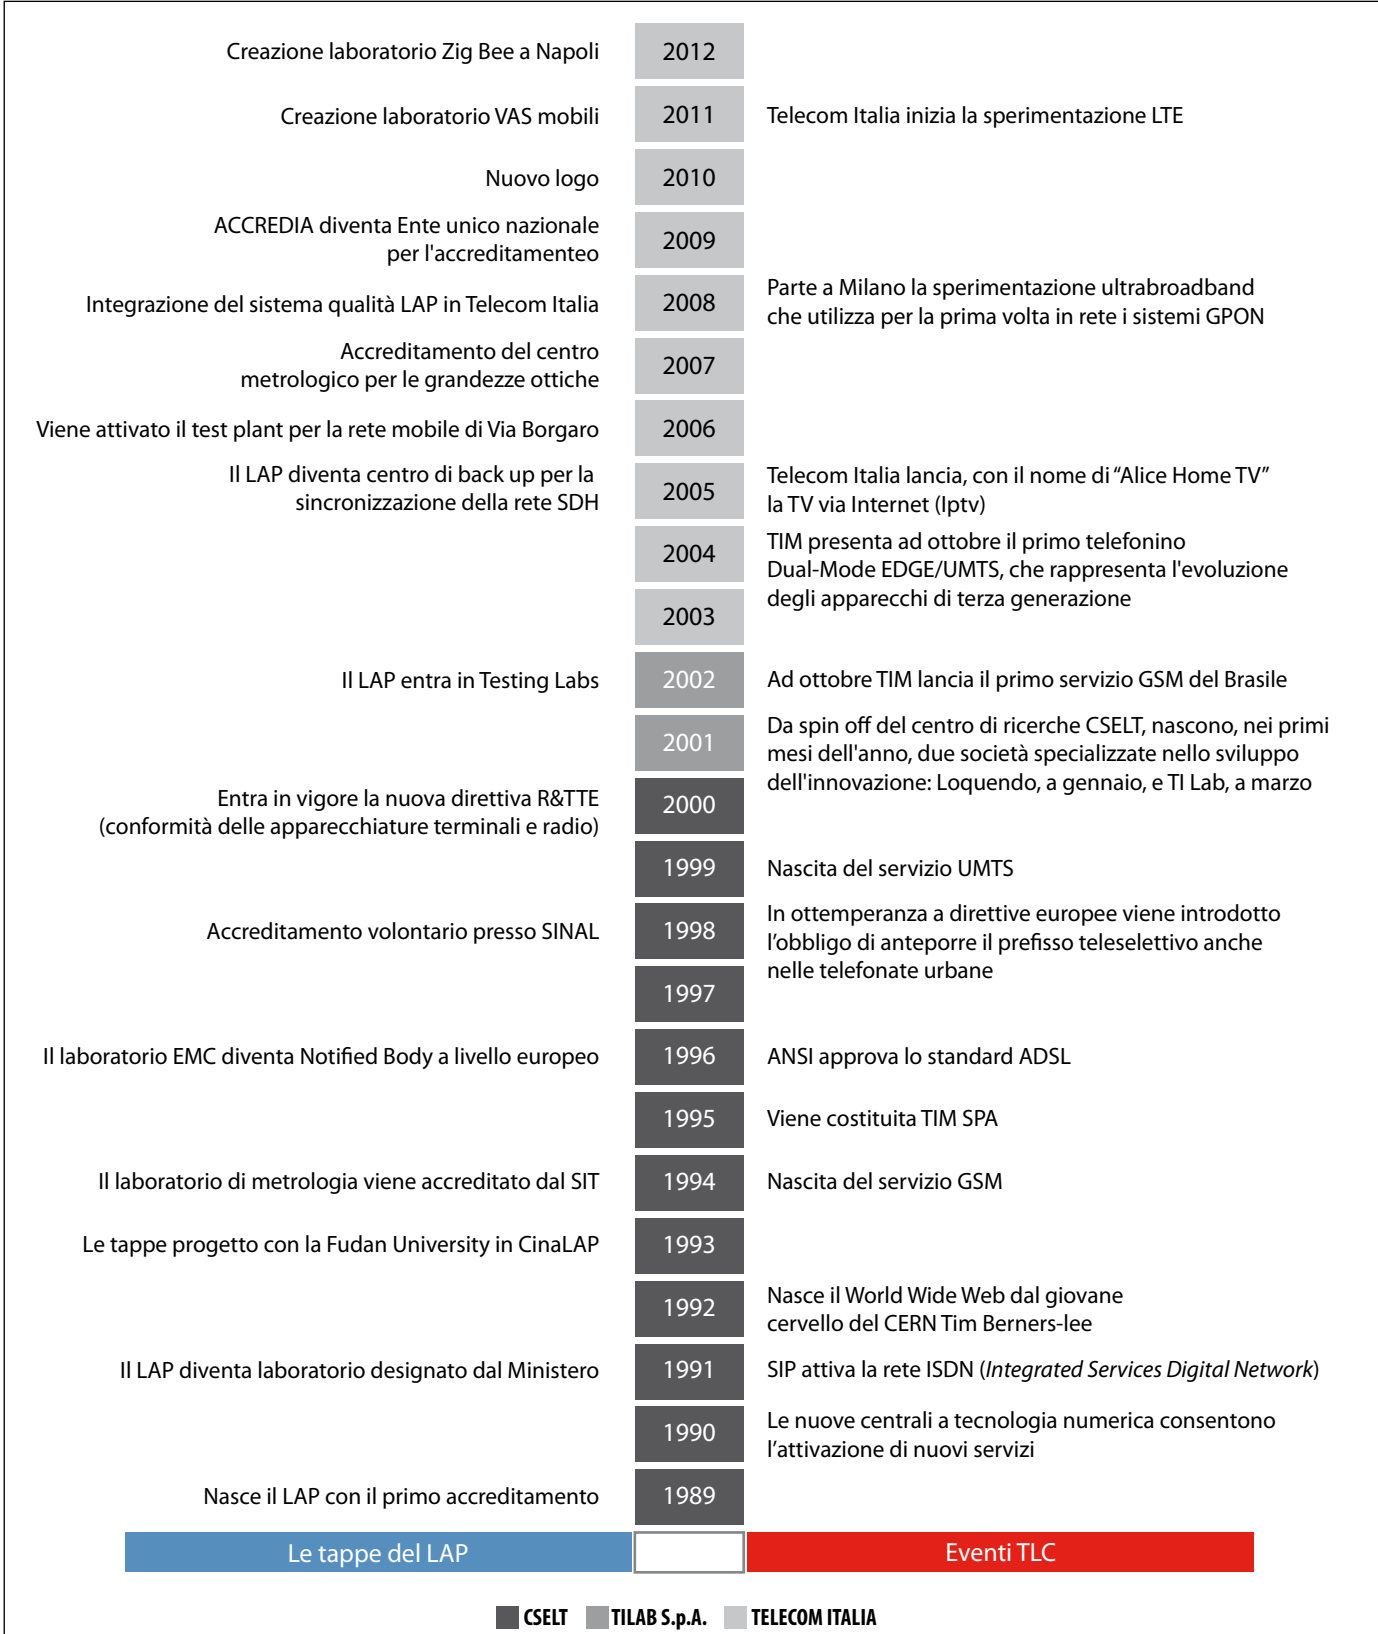 Creazione laboratorio Zig Bee a Napoli
2012
Creazione laboratorio VAS mobili
2011
Telecom Italia inizia la sperimentazione LTE
Nuovo logo
2010
ACCREDIA diventa Ente unico nazionale
per l'accreditamenteo
2009
Integrazione del sistema qualità LAP in Telecom Italia
2008
Parte a Milano la sperimentazione ultrabroadband
che utilizza per la prima volta in rete i sistemi GPON
Accreditamento del centro
metrologico per le grandezze ottiche
2007
Viene attivato il test plant per la rete mobile di Via Borgaro
2006
Il LAP diventa centro di back up per la
sincronizzazione della rete SDH
2005
Telecom Italia lancia, con il nome di “Alice Home TV”
la TV via Internet (Iptv)
2004
TIM presenta ad ottobre il primo telefonino
Dual-Mode EDGE/UMTS, che rappresenta l'evoluzione
degli apparecchi di terza generazione
2003
Il LAP entra in Testing Labs
2002
Ad ottobre TIM lancia il primo servizio GSM del Brasile
2001
Da spin off del centro di ricerche CSELT, nascono, nei primi
mesi dell'anno, due società specializzate nello sviluppo
dell'innovazione: Loquendo, a gennaio, e TI Lab, a marzo
Entra in vigore la nuova direttiva R&TTE
(conformità delle apparecchiature terminali e radio)
2000
1999
Nascita del servizio UMTS
Accreditamento volontario presso SINAL
1998
In ottemperanza a direttive europee viene introdotto
l’obbligo di anteporre il prefisso teleselettivo anche
nelle telefonate urbane
1997
Il laboratorio EMC diventa Notified Body a livello europeo
1996
ANSI approva lo standard ADSL
1995
Viene costituita TIM SPA
Il laboratorio di metrologia viene accreditato dal SIT
1994
Nascita del servizio GSM
Le tappe progetto con la Fudan University in CinaLAP
1993
1992
Nasce il World Wide Web dal giovane
cervello del CERN Tim Berners-lee
Il LAP diventa laboratorio designato dal Ministero
1991
SIP attiva la rete ISDN (Integrated Services Digital Network)
1990
Le nuove centrali a tecnologia numerica consentono
l’attivazione di nuovi servizi
Nasce il LAP con il primo accreditamento
1989
Le tappe del LAP
Eventi TLC
CSELT
TILAB S.p.A.
TELECOM ITALIA